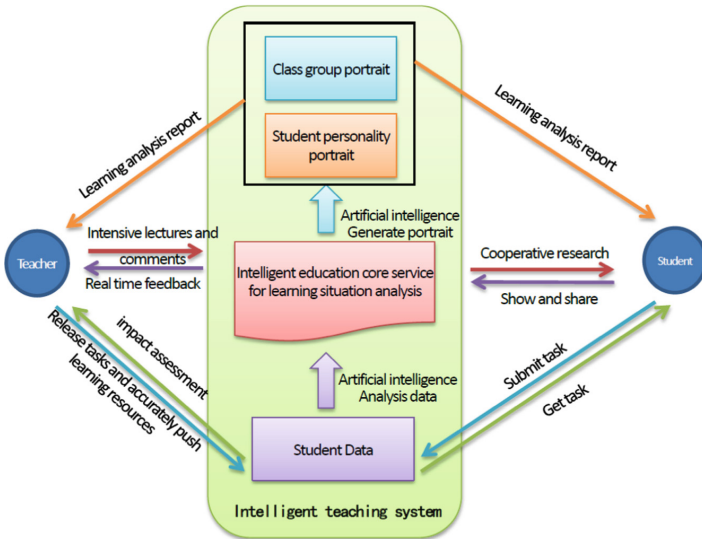 Class group portrait
Student personality
portrait
Learning analysis report
Learning analysis report
Artificial intelligence
Generate portrait
Teacher
Intensive lectures and
comments
Real time feedback
Intelligent education core service
for learning situation analysis
Cooperative research
Show and share
Student
impact assessment
Release tasks and accurately push
learning resources
Artificial intelligence
Analysis data
Submit task
Get task
Student Data
Intelligent teaching system